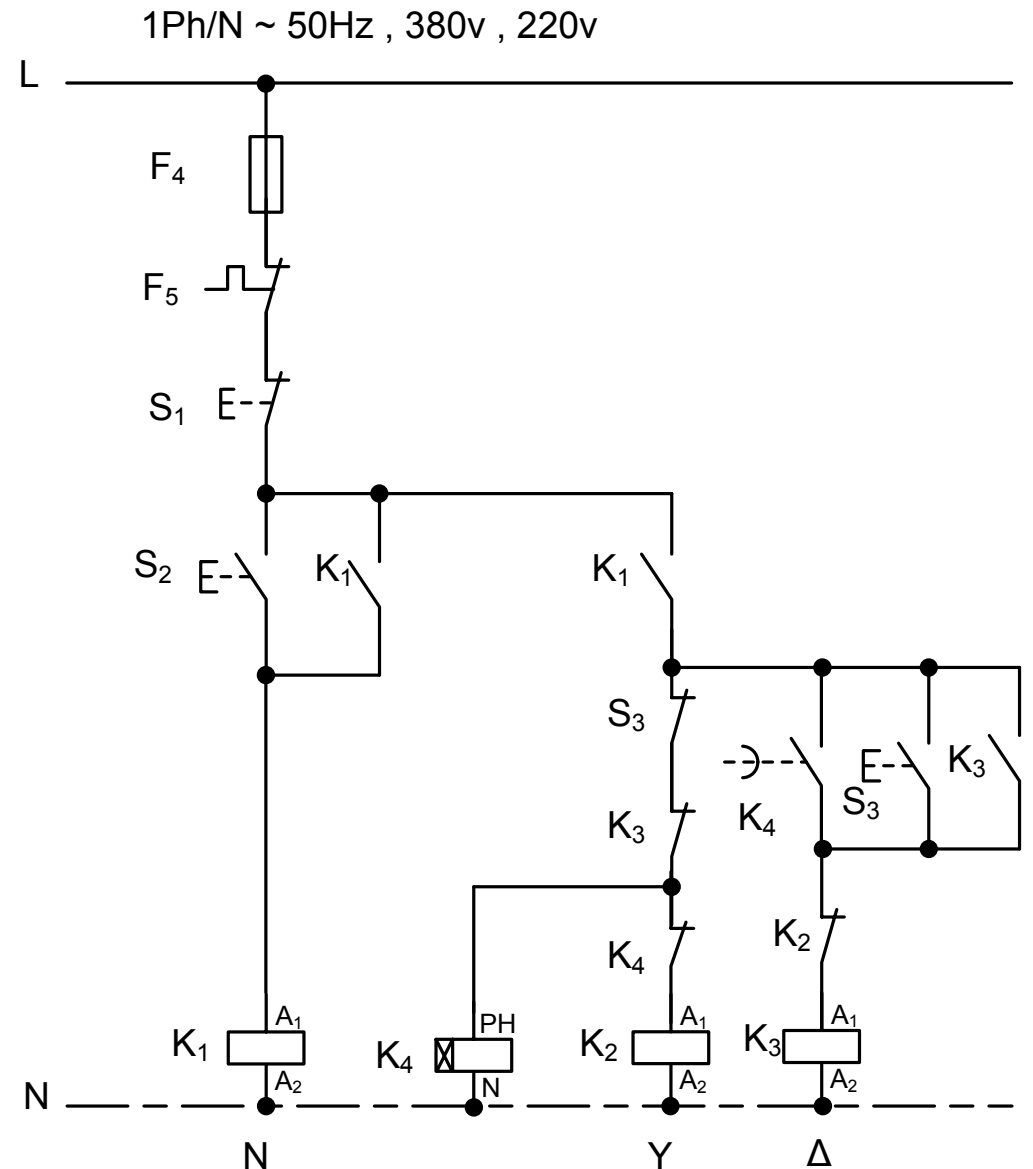 1Ph/N ~ 50Hz , 380v , 220v
L
F₄
F₅
S₁
S₂ K₁ K₁
S₃
K₄ S₃ K₃
K₃
K₄
K₂
K₁ A₁ A₂
K₄ PH N
K₂ A₁ A₂
K₃ A₁ A₂
N
N Y Δ